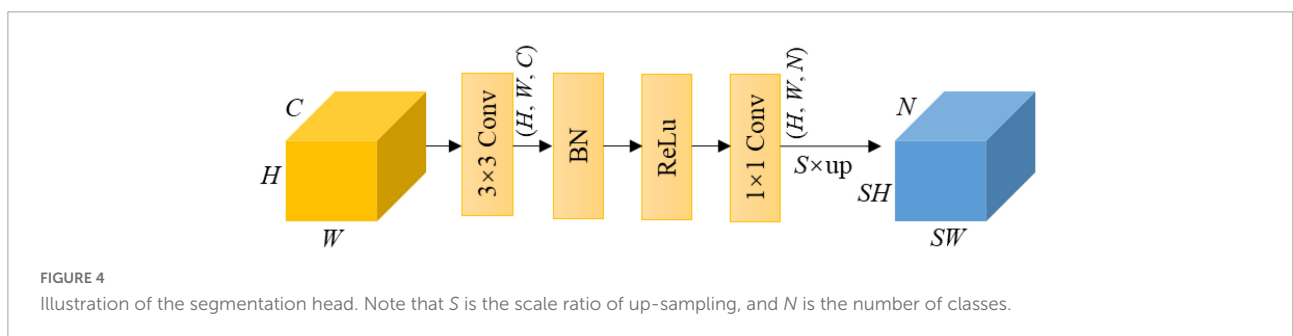 C
H
W
3×3 Conv
(H, W, C)
BN
ReLu
1×1 Conv
(H, W, N)
S×up
N
SH
SW
FIGURE 4
Illustration of the segmentation head. Note that S is the scale ratio of up-sampling, and N is the number of classes.